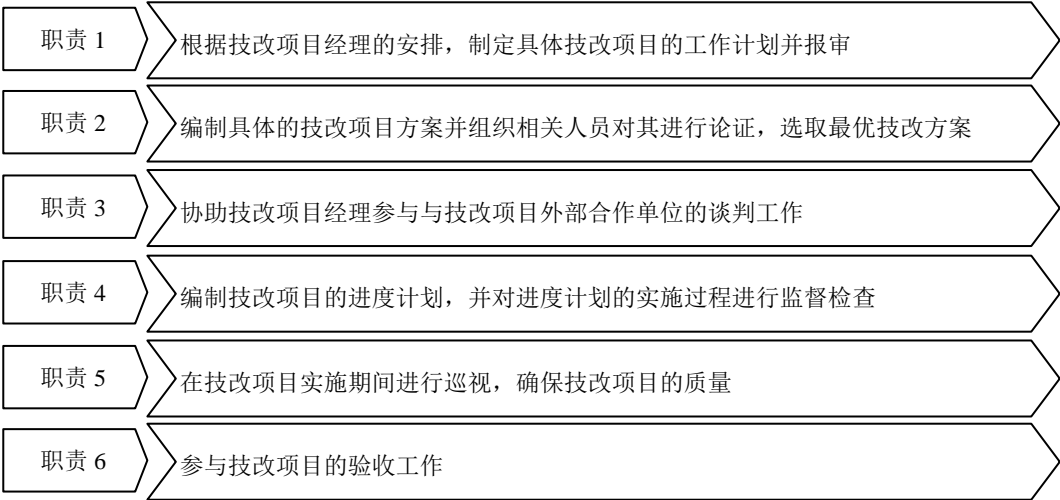 职责 1
根据技改项目经理的安排，制定具体技改项目的工作计划并报审
职责 2
编制具体的技改项目方案并组织相关人员对其进行论证，选取最优技改方案
职责 3
协助技改项目经理参与与技改项目外部合作单位的谈判工作
职责 4
编制技改项目的进度计划，并对进度计划的实施过程进行监督检查
职责 5
在技改项目实施期间进行巡视，确保技改项目的质量
职责 6
参与技改项目的验收工作